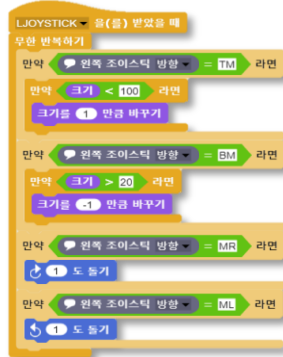 LJOYSTICK 을(를) 받았을 때
무한 반복하기
만약 왼쪽 조이스틱 방향 = TM 라면
만약 크기 < 100 라면
크기를 1 만큼 바꾸기
만약 왼쪽 조이스틱 방향 = BM 라면
만약 크기 > 20 라면
크기를 -1 만큼 바꾸기
만약 왼쪽 조이스틱 방향 = MR 라면
1 도 돌기
만약 왼쪽 조이스틱 방향 = ML 라면
1 도 돌기